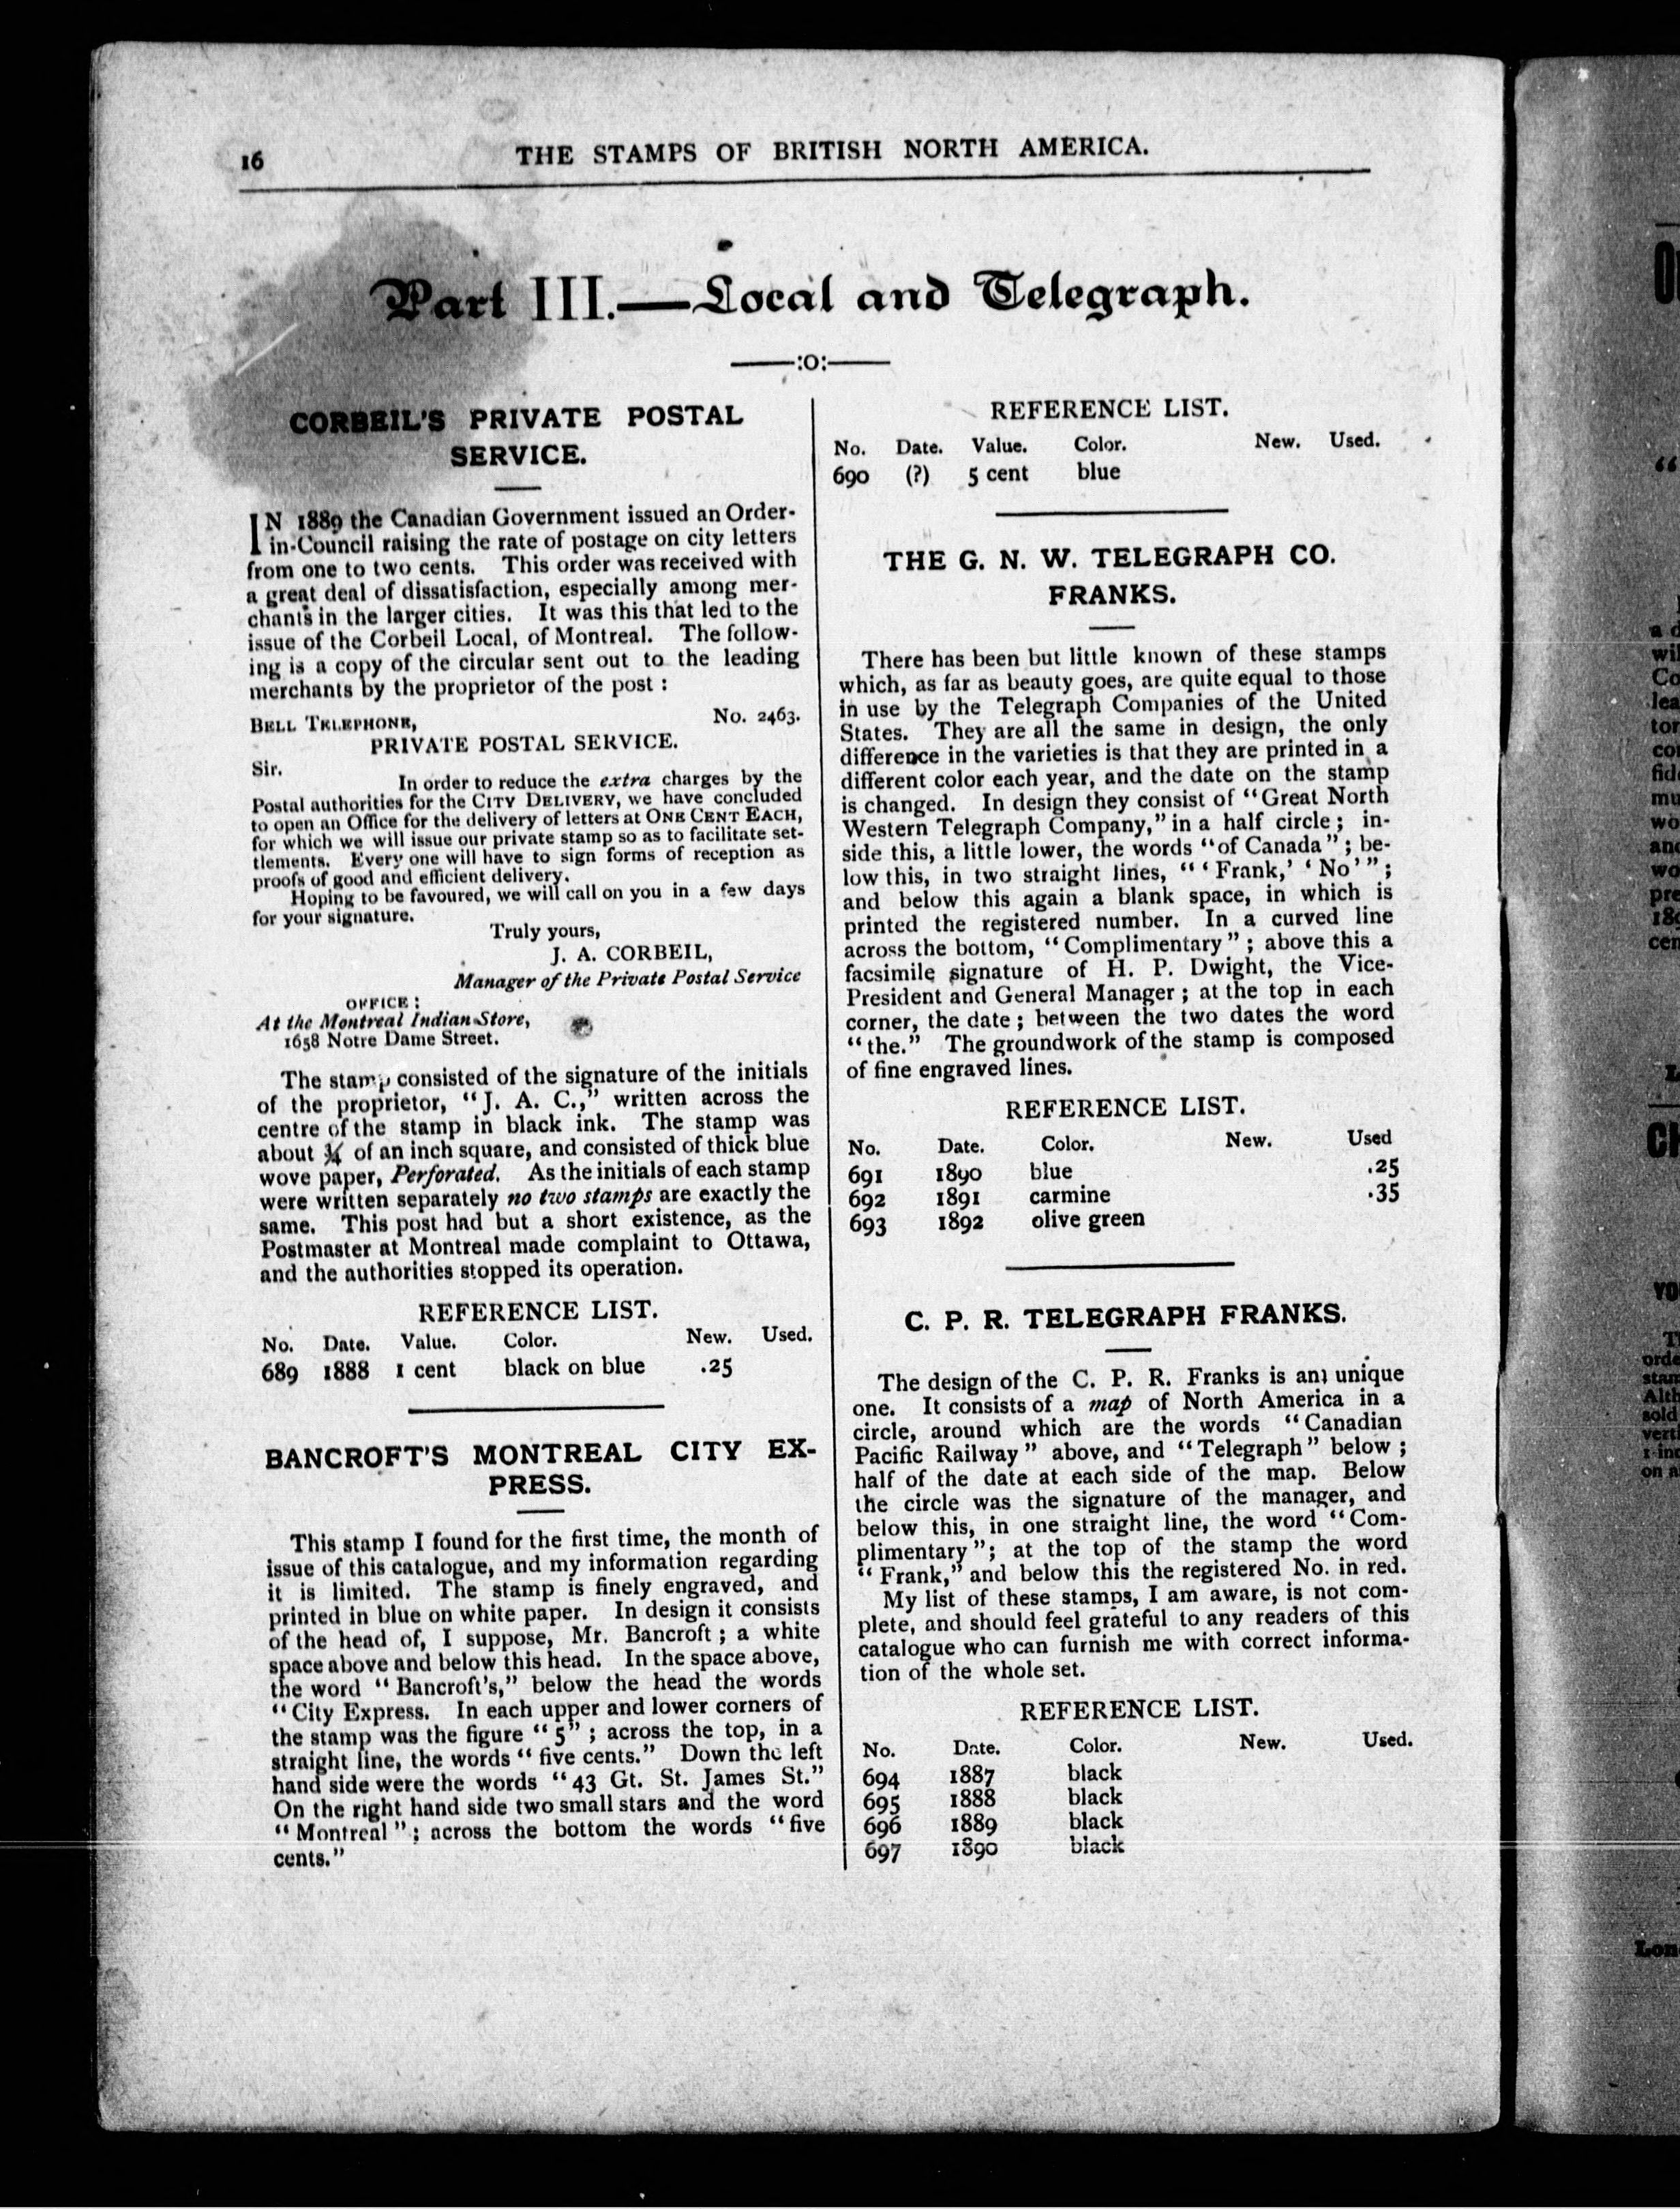 16
THE STAMPS OF BRITISH NORTH AMERICA.
Part III.—Local and Telegraph.
——:o:——
CORBEIL'S PRIVATE POSTAL
SERVICE.
IN 1889 the Canadian Government issued an Order-
in-Council raising the rate of postage on city letters
from one to two cents. This order was received with
a great deal of dissatisfaction, especially among mer-
chants in the larger cities. It was this that led to the
issue of the Corbeil Local, of Montreal. The follow-
ing is a copy of the circular sent out to the leading
merchants by the proprietor of the post :
BELL TELEPHONE, No. 2463.
PRIVATE POSTAL SERVICE.
Sir.
In order to reduce the extra charges by the
Postal authorities for the CITY DELIVERY, we have concluded
to open an Office for the delivery of letters at ONE CENT EACH,
for which we will issue our private stamp so as to facilitate set-
tlements. Every one will have to sign forms of reception as
proofs of good and efficient delivery.
Hoping to be favoured, we will call on you in a few days
for your signature.
Truly yours,
J. A. CORBEIL,
Manager of the Private Postal Service
OFFICE :
At the Montreal Indian Store,
1658 Notre Dame Street.
The stamp consisted of the signature of the initials
of the proprietor, "J. A. C.," written across the
centre of the stamp in black ink. The stamp was
about ¾ of an inch square, and consisted of thick blue
wove paper, Perforated. As the initials of each stamp
were written separately no two stamps are exactly the
same. This post had but a short existence, as the
Postmaster at Montreal made complaint to Ottawa,
and the authorities stopped its operation.
REFERENCE LIST.
No. Date. Value. Color. New. Used.
689 1888 1 cent black on blue .25
BANCROFT'S MONTREAL CITY EX-
PRESS.
This stamp I found for the first time, the month of
issue of this catalogue, and my information regarding
it is limited. The stamp is finely engraved, and
printed in blue on white paper. In design it consists
of the head of, I suppose, Mr. Bancroft ; a white
space above and below this head. In the space above,
the word " Bancroft's," below the head the words
"City Express. In each upper and lower corners of
the stamp was the figure " 5" ; across the top, in a
straight line, the words " five cents." Down the left
hand side were the words "43 Gt. St. James St."
On the right hand side two small stars and the word
" Montreal " ; across the bottom the words "five
cents."
REFERENCE LIST.
No. Date. Value. Color. New. Used.
690 (?) 5 cent blue
THE G. N. W. TELEGRAPH CO.
FRANKS.
There has been but little known of these stamps
which, as far as beauty goes, are quite equal to those
in use by the Telegraph Companies of the United
States. They are all the same in design, the only
difference in the varieties is that they are printed in a
different color each year, and the date on the stamp
is changed. In design they consist of "Great North
Western Telegraph Company," in a half circle ; in-
side this, a little lower, the words "of Canada" ; be-
low this, in two straight lines, " ' Frank,' ' No' " ;
and below this again a blank space, in which is
printed the registered number. In a curved line
across the bottom, "Complimentary" ; above this a
facsimile signature of H. P. Dwight, the Vice-
President and General Manager ; at the top in each
corner, the date ; between the two dates the word
"the." The groundwork of the stamp is composed
of fine engraved lines.
REFERENCE LIST.
No. Date. Color. New. Used
691 1890 blue .25
692 1891 carmine .35
693 1892 olive green
C. P. R. TELEGRAPH FRANKS.
The design of the C. P. R. Franks is an unique
one. It consists of a map of North America in a
circle, around which are the words "Canadian
Pacific Railway" above, and "Telegraph" below ;
half of the date at each side of the map. Below
the circle was the signature of the manager, and
below this, in one straight line, the word "Com-
plimentary"; at the top of the stamp the word
" Frank," and below this the registered No. in red.
My list of these stamps, I am aware, is not com-
plete, and should feel grateful to any readers of this
catalogue who can furnish me with correct informa-
tion of the whole set.
REFERENCE LIST.
No. Date. Color. New. Used.
694 1887 black
695 1888 black
696 1889 black
697 1890 black